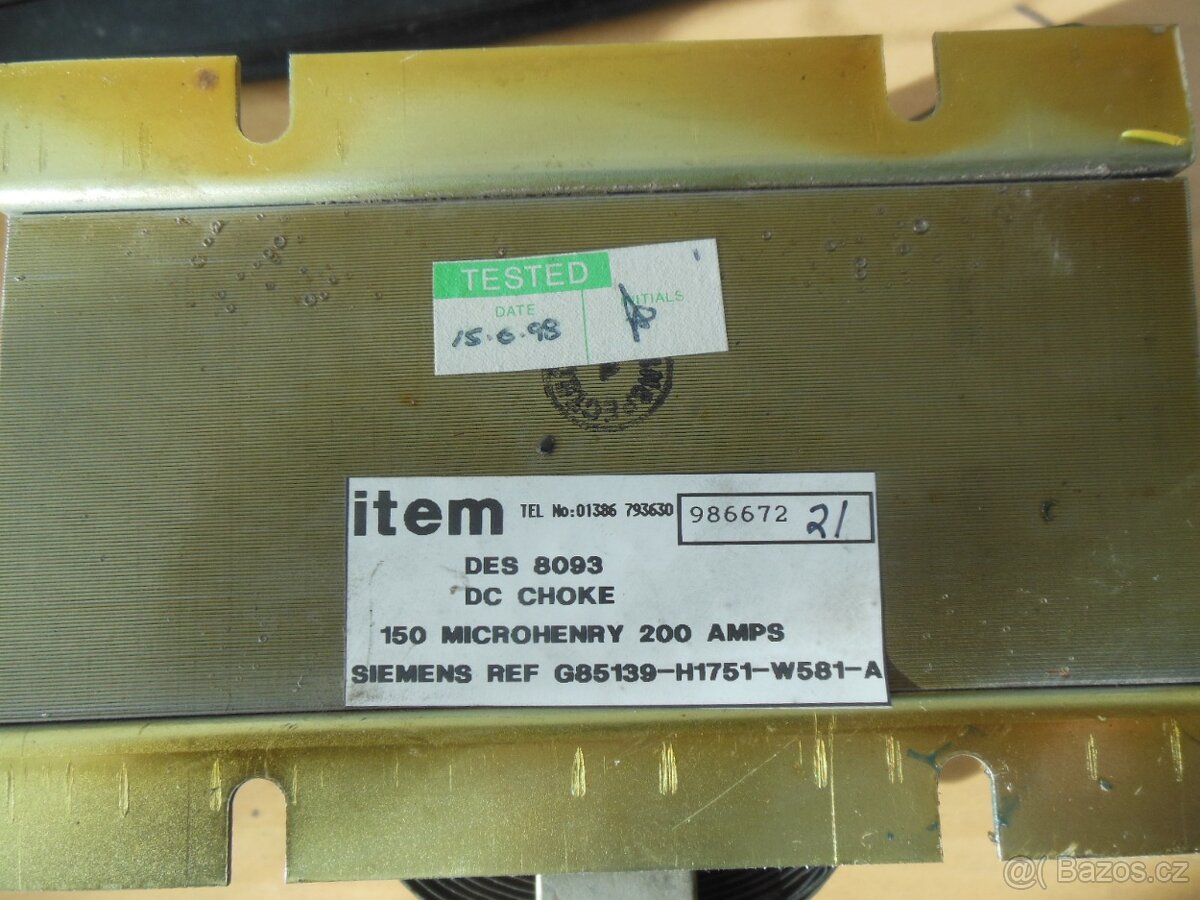 TESTED
DATE
INITIALS
15.6.98
item TEL No:01386 793630 986672 21
DES 8093
DC CHOKE
150 MICROHENRY 200 AMPS
SIEMENS REF G85139-H1751-W581-A
@( Bazos.cz